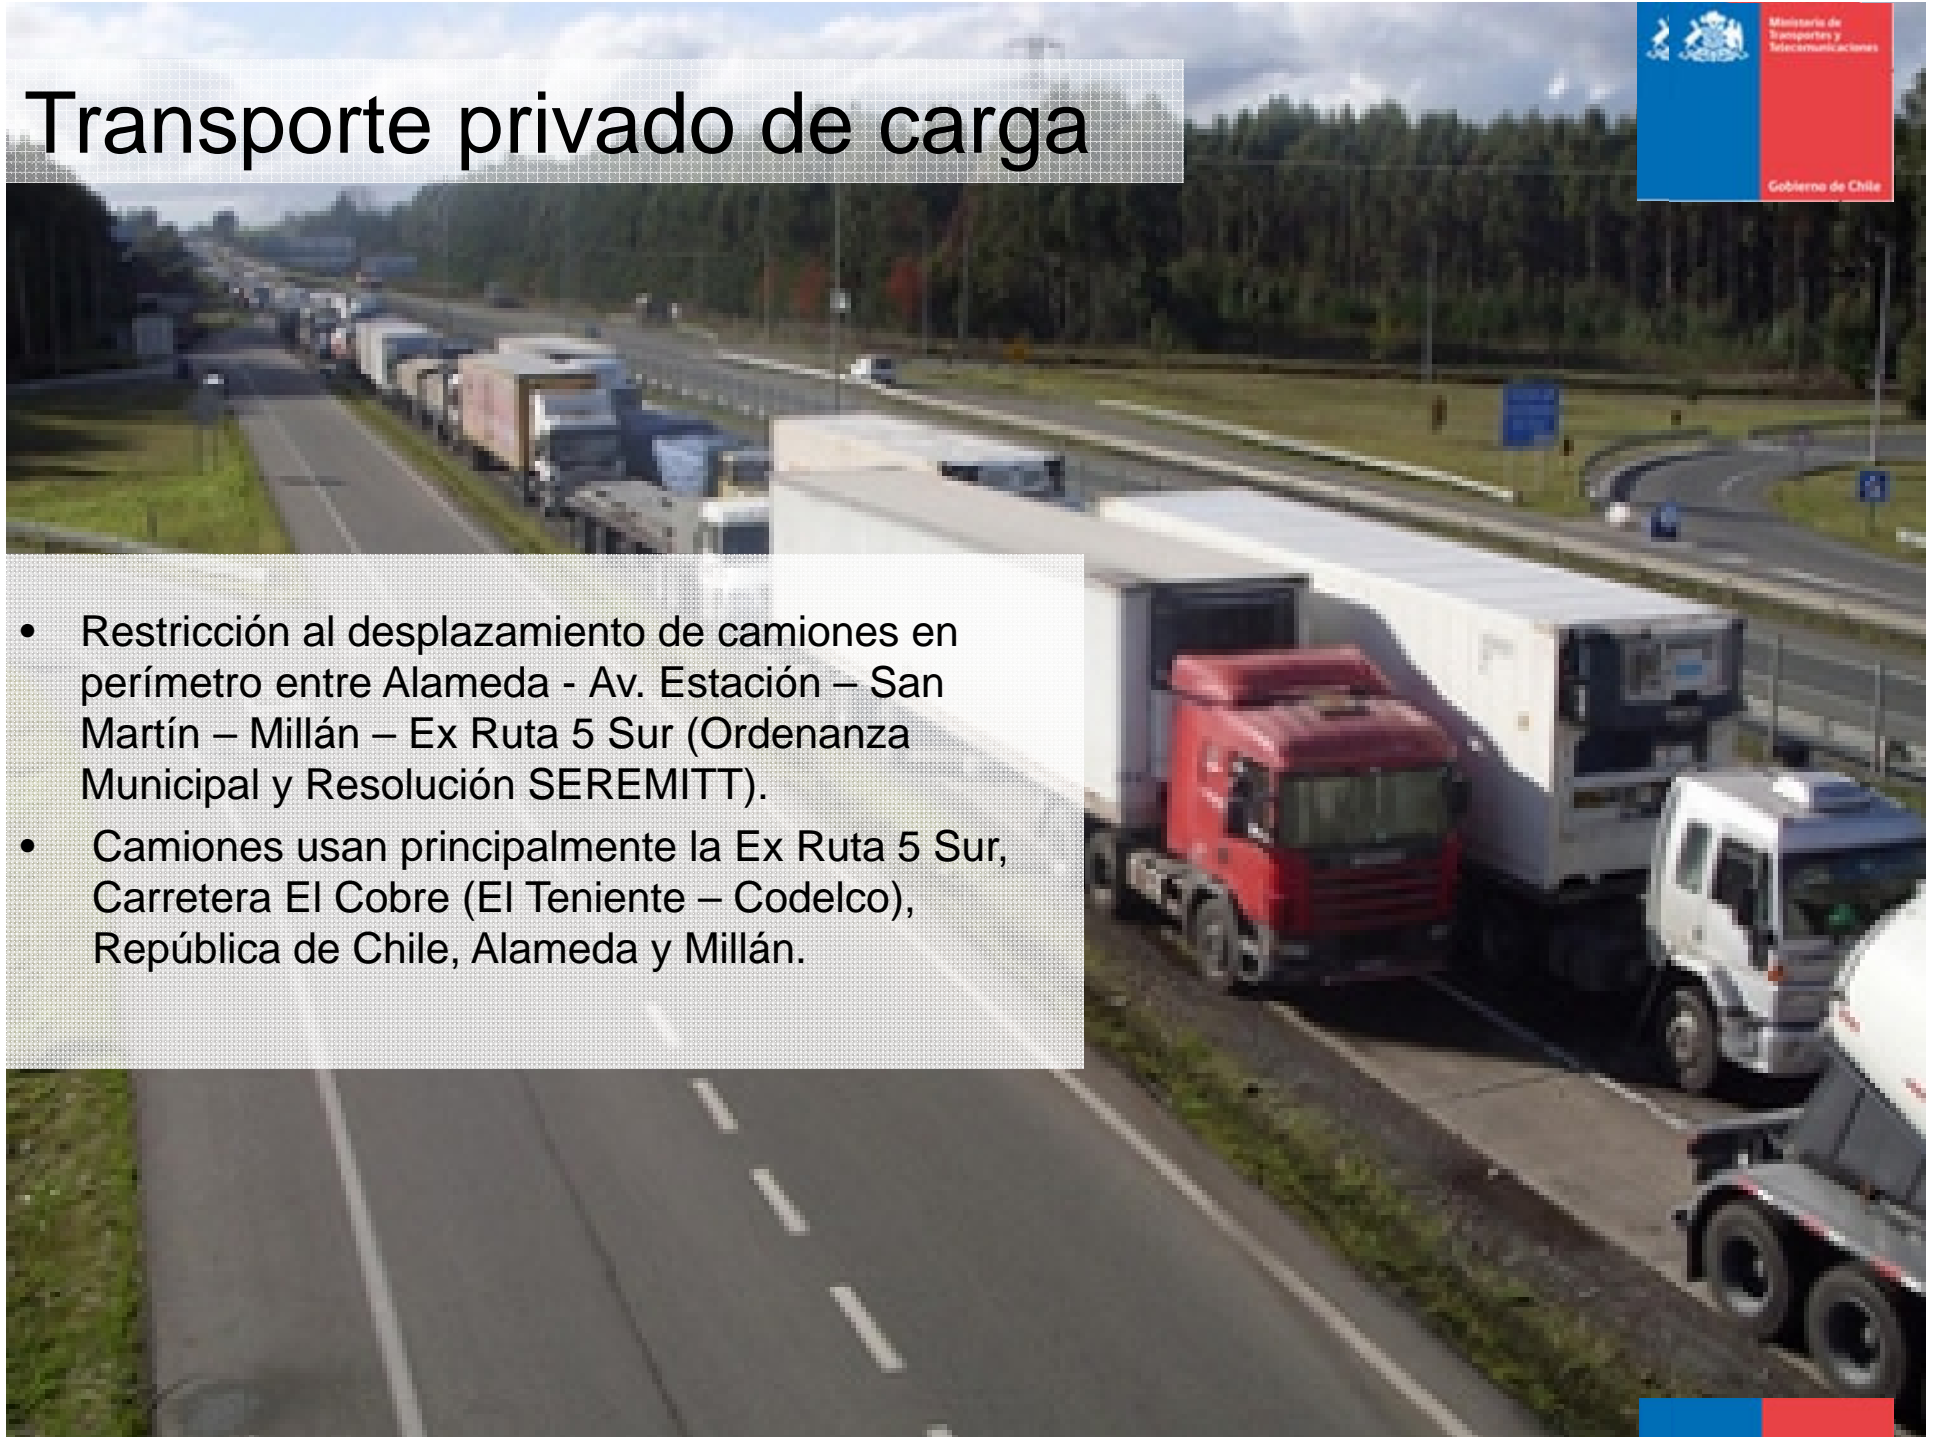 Transporte privado de carga
Ministerio de
Transportes y
Telecomunicaciones
Gobierno de Chile
• Restricción al desplazamiento de camiones en
perímetro entre Alameda - Av. Estación – San
Martín – Millán – Ex Ruta 5 Sur (Ordenanza
Municipal y Resolución SEREMITT).
• Camiones usan principalmente la Ex Ruta 5 Sur,
Carretera El Cobre (El Teniente – Codelco),
República de Chile, Alameda y Millán.